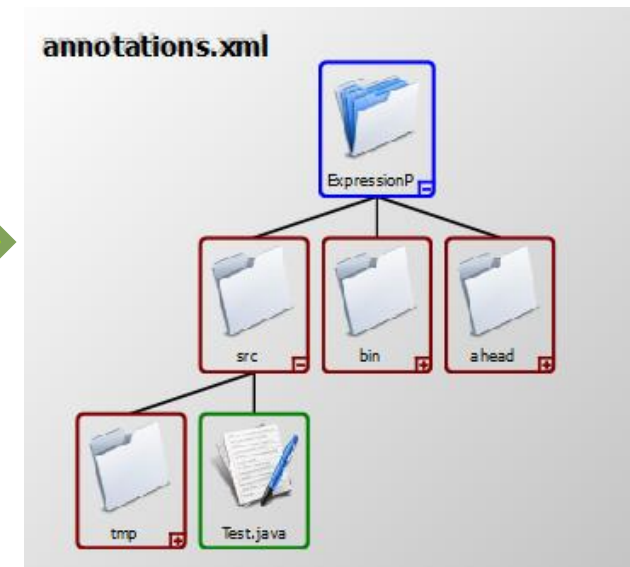 annotations.xml
ExpressionP
src
bin
ahead
tmp
Test.java